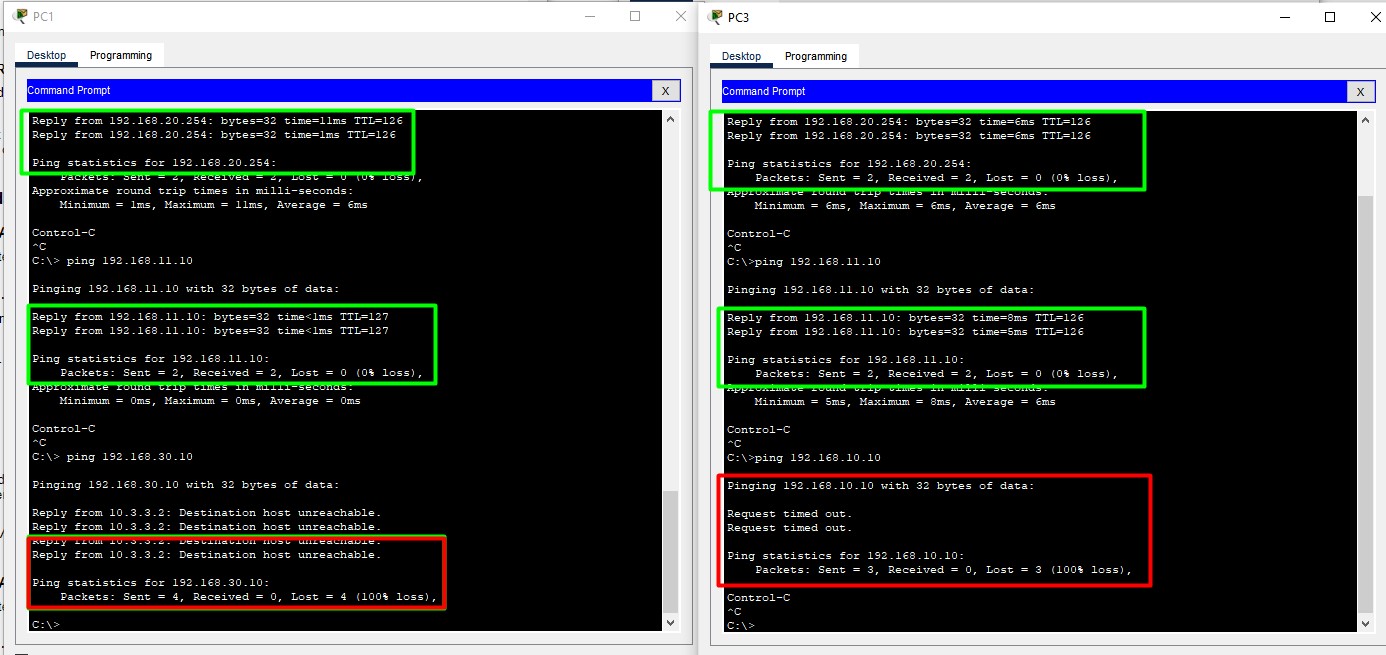 PC1
Desktop
Programming
Command Prompt
X
Reply from 192.168.20.254: bytes=32 time=11ms TTL=126
Reply from 192.168.20.254: bytes=32 time=1ms TTL=126
Ping statistics for 192.168.20.254:
Packets: Sent = 2, Received = 2, Lost = 0 (0% loss),
Approximate round trip times in milli-seconds:
Minimum = 1ms, Maximum = 11ms, Average = 6ms
Control-C
^C
C:\> ping 192.168.11.10
Pinging 192.168.11.10 with 32 bytes of data:
Reply from 192.168.11.10: bytes=32 time<1ms TTL=127
Reply from 192.168.11.10: bytes=32 time<1ms TTL=127
Ping statistics for 192.168.11.10:
Packets: Sent = 2, Received = 2, Lost = 0 (0% loss),
Approximate round trip times in milli-seconds:
Minimum = 0ms, Maximum = 0ms, Average = 0ms
Control-C
^C
C:\> ping 192.168.30.10
Pinging 192.168.30.10 with 32 bytes of data:
Reply from 10.3.3.2: Destination host unreachable.
Reply from 10.3.3.2: Destination host unreachable.
Reply from 10.3.3.2: Destination host unreachable.
Reply from 10.3.3.2: Destination host unreachable.
Ping statistics for 192.168.30.10:
Packets: Sent = 4, Received = 0, Lost = 4 (100% loss),
C:\>
PC3
Desktop
Programming
Command Prompt
X
Reply from 192.168.20.254: bytes=32 time=6ms TTL=126
Reply from 192.168.20.254: bytes=32 time=6ms TTL=126
Ping statistics for 192.168.20.254:
Packets: Sent = 2, Received = 2, Lost = 0 (0% loss),
Approximate round trip times in milli-seconds:
Minimum = 6ms, Maximum = 6ms, Average = 6ms
Control-C
^C
C:\>ping 192.168.11.10
Pinging 192.168.11.10 with 32 bytes of data:
Reply from 192.168.11.10: bytes=32 time=8ms TTL=126
Reply from 192.168.11.10: bytes=32 time=5ms TTL=126
Ping statistics for 192.168.11.10:
Packets: Sent = 2, Received = 2, Lost = 0 (0% loss),
Approximate round trip times in milli-seconds:
Minimum = 5ms, Maximum = 8ms, Average = 6ms
Control-C
^C
C:\>ping 192.168.10.10
Pinging 192.168.10.10 with 32 bytes of data:
Request timed out.
Request timed out.
Ping statistics for 192.168.10.10:
Packets: Sent = 3, Received = 0, Lost = 3 (100% loss),
Control-C
^C
C:\>